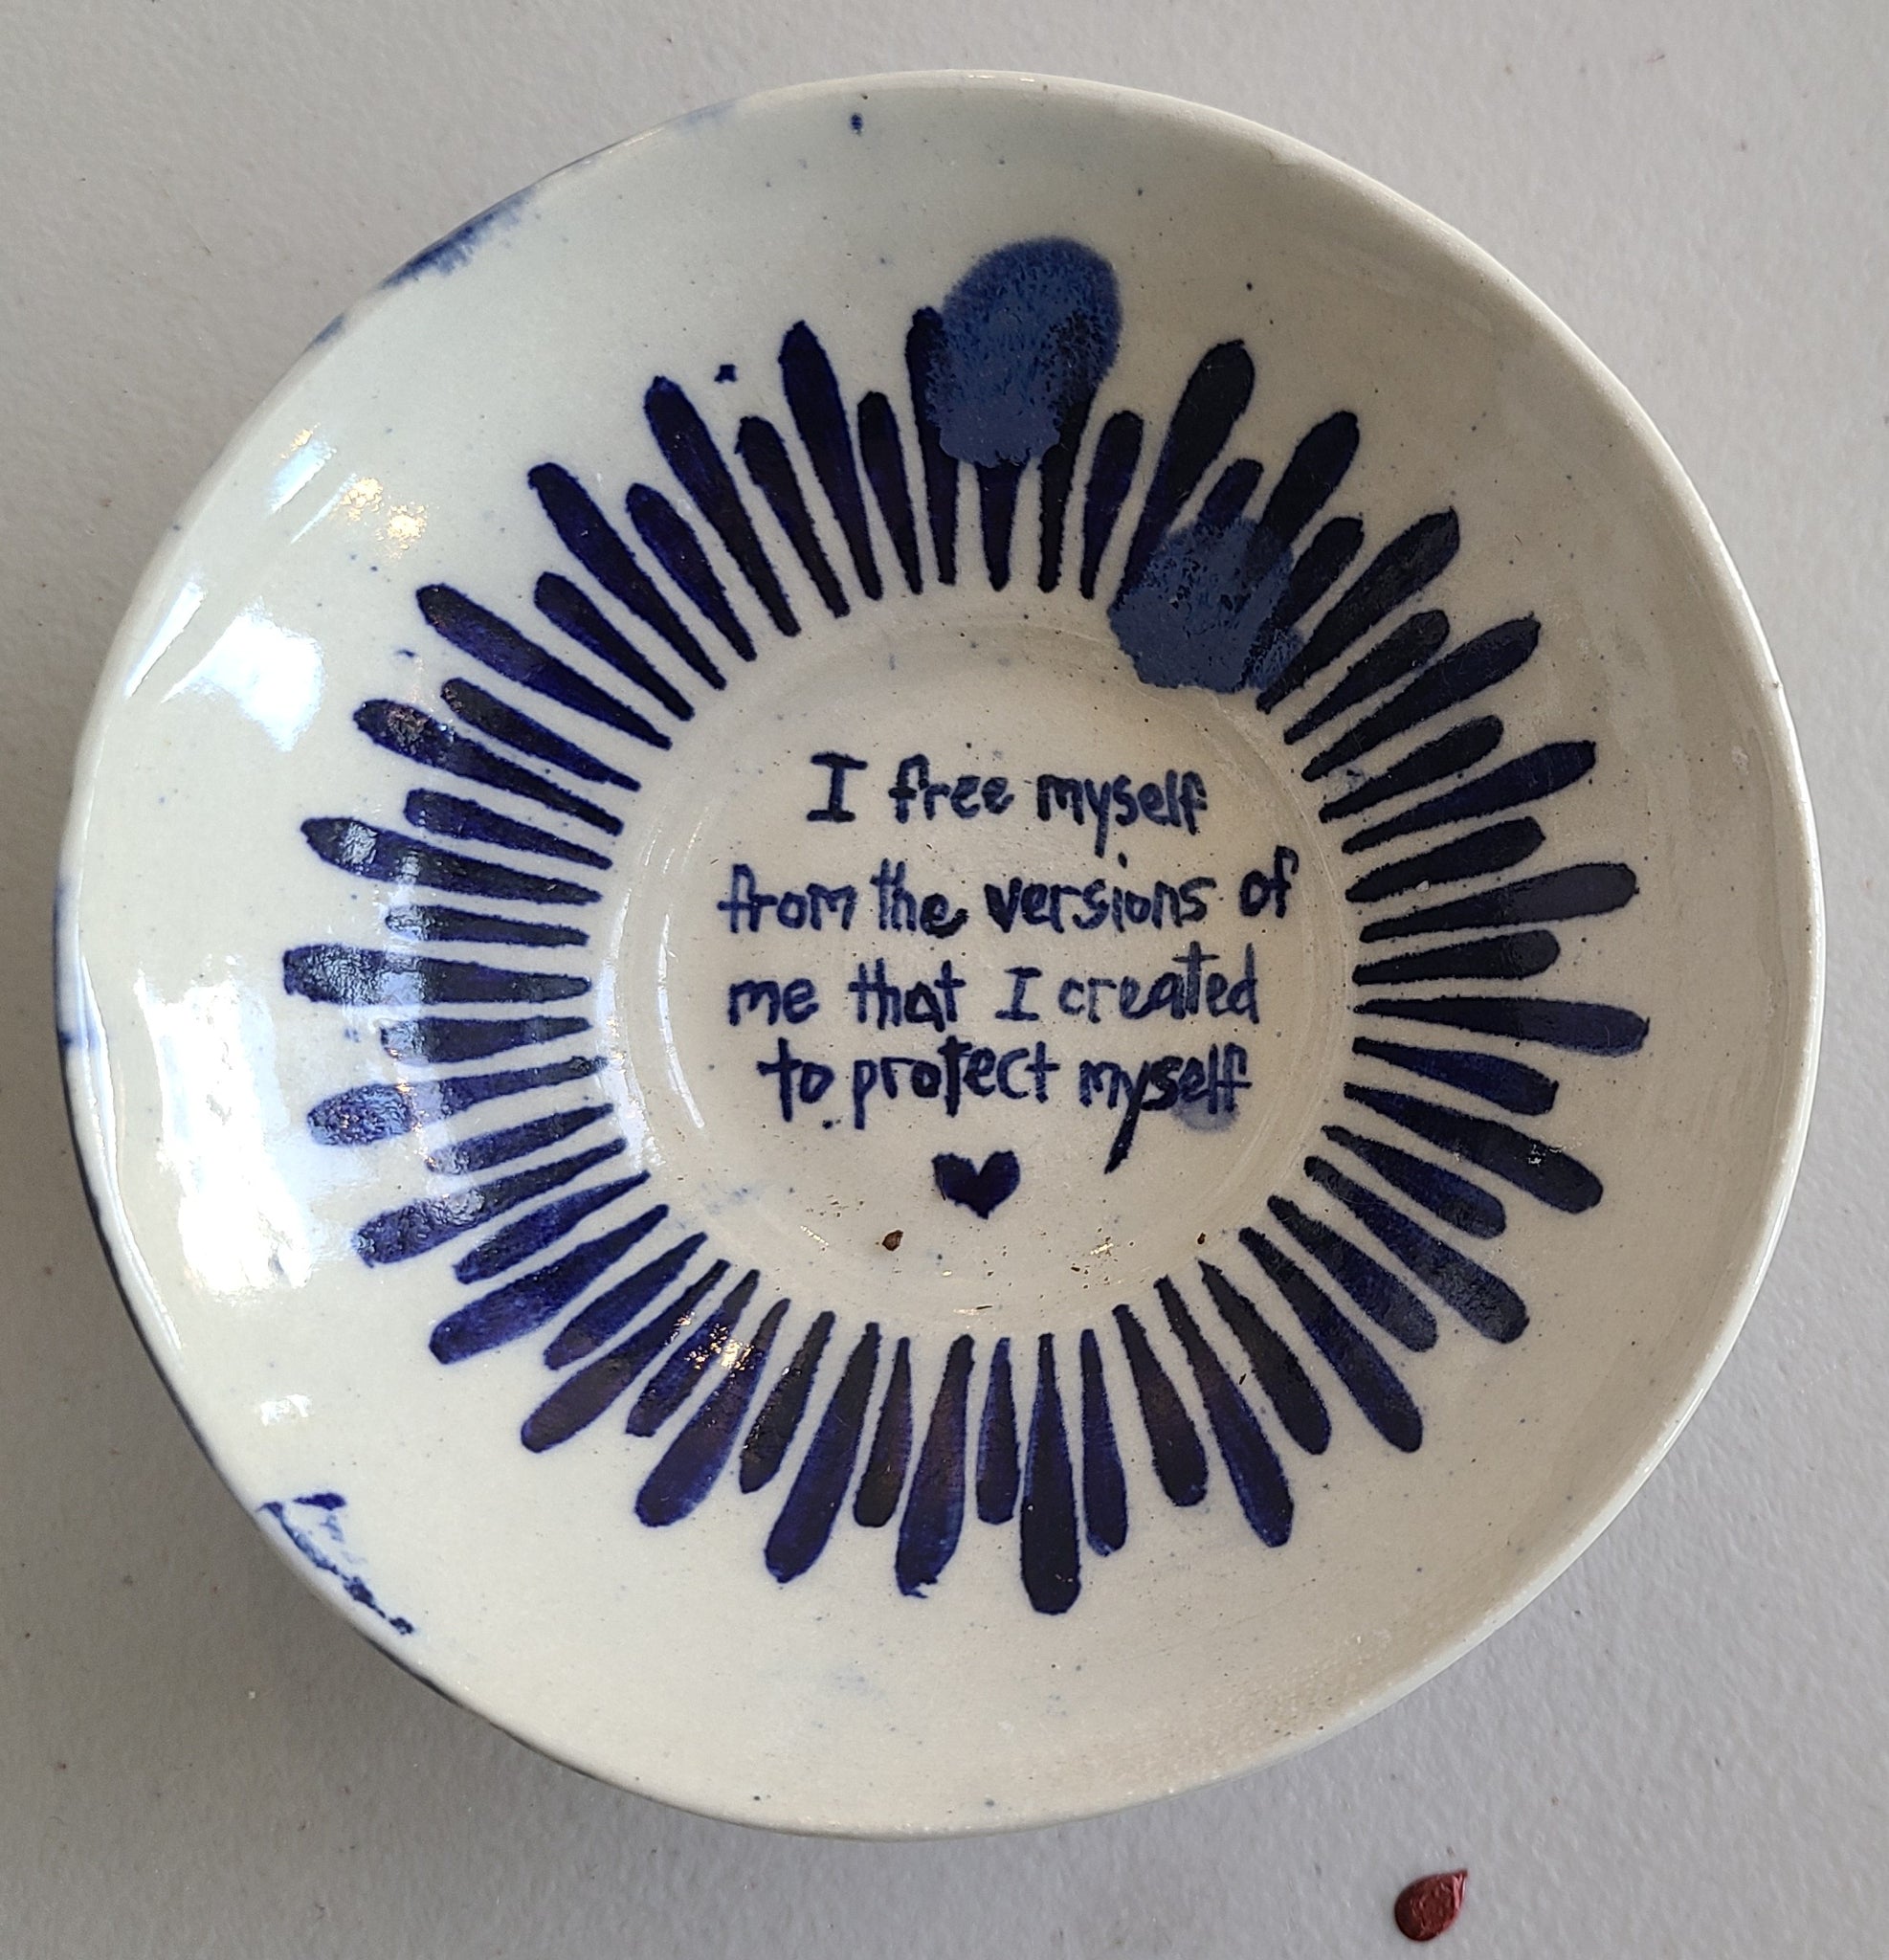 I free myself
from the versions of
me that I created
to protect myself